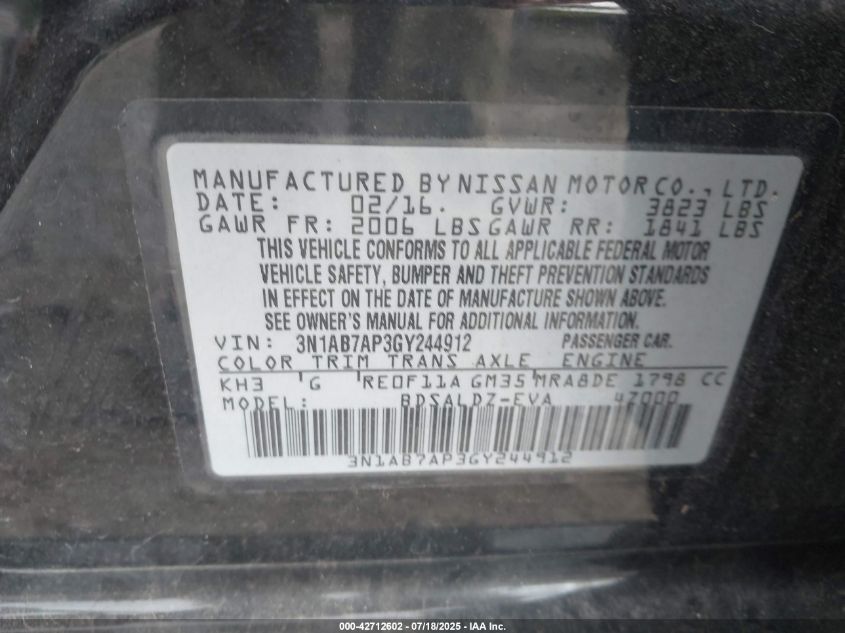 MANUFACTURED BY NISSAN MOTOR CO., LTD.
DATE: 02/16. GVWR: 3823 LBS
GAWR FR: 2006 LBS GAWR RR: 1841 LBS
THIS VEHICLE CONFORMS TO ALL APPLICABLE FEDERAL MOTOR
VEHICLE SAFETY, BUMPER AND THEFT PREVENTION STANDARDS
IN EFFECT ON THE DATE OF MANUFACTURE SHOWN ABOVE.
SEE OWNER'S MANUAL FOR ADDITIONAL INFORMATION.
VIN: 3N1AB7AP3GY244912 PASSENGER CAR.
COLOR TRIM TRANS AXLE ENGINE
KH3 G RE0F11A GM35 MRA8DE 1798 CC
MODEL: BDSALDZ-EVA 4Z000
3N1AB7AP3GY244912
000-42712602 - 07/18/2025 - IAA Inc.